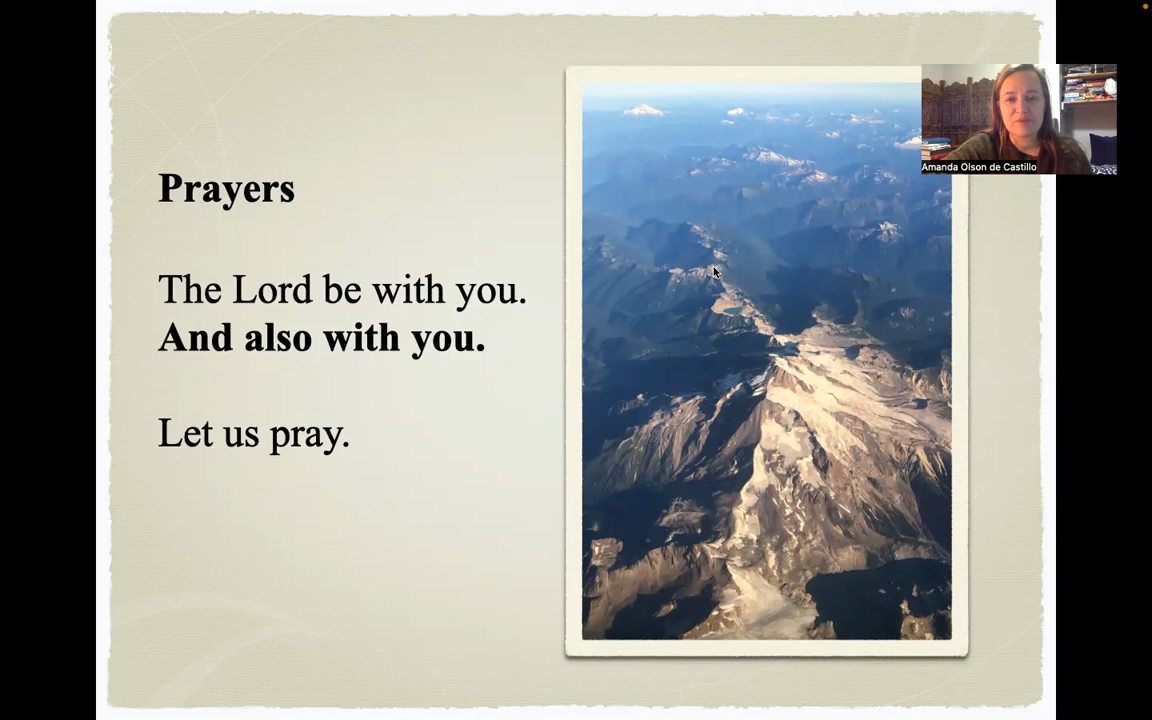 Prayers
The Lord be with you.
And also with you.
Let us pray.
Amanda Olson de Castillo